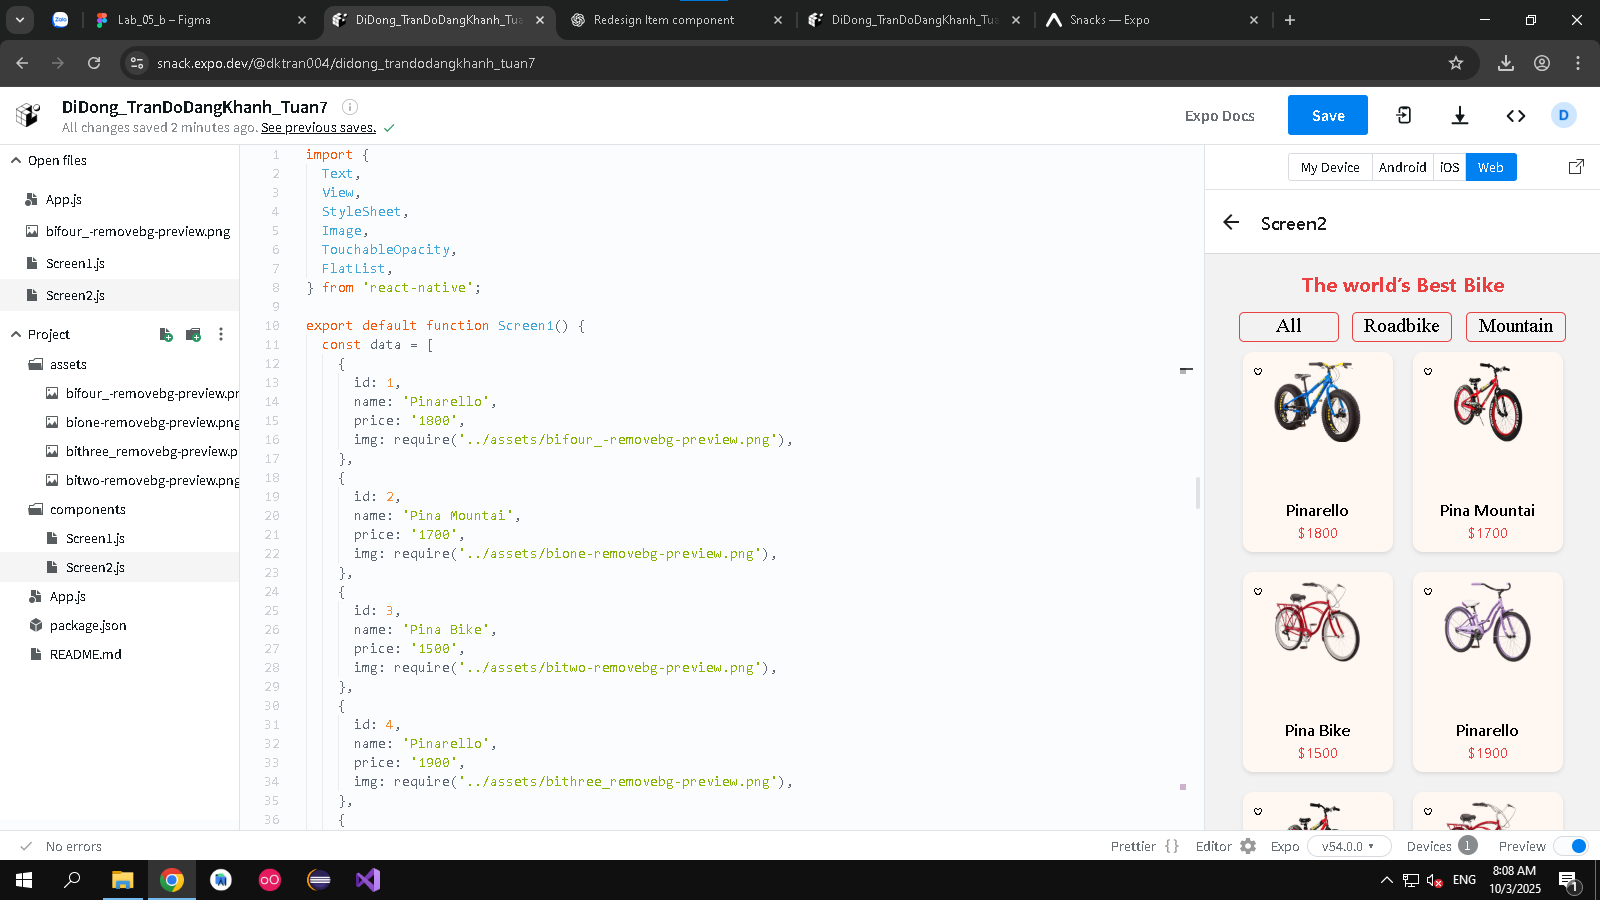 Zalo
Lab_05_b – Figma
DiDong_TranDoDangKhanh_Tua
Redesign Item component
DiDong_TranDoDangKhanh_Tua
Snacks — Expo
snack.expo.dev/@dktran004/didong_trandodangkhanh_tuan7
DiDong_TranDoDangKhanh_Tuan7
All changes saved 2 minutes ago. See previous saves.
Expo Docs
Save
D
Open files
App.js
bifour_-removebg-preview.png
Screen1.js
Screen2.js
Project
assets
bifour_-removebg-preview.pr
bione-removebg-preview.png
bithree_removebg-preview.p
bitwo-removebg-preview.png
components
Screen1.js
Screen2.js
App.js
package.json
README.md
1 import {
2 Text,
3 View,
4 StyleSheet,
5 Image,
6 TouchableOpacity,
7 FlatList,
8 } from 'react-native';
9
10 export default function Screen1() {
11 const data = [
12 {
13 id: 1,
14 name: 'Pinarello',
15 price: '1800',
16 img: require('../assets/bifour_-removebg-preview.png'),
17 },
18 {
19 id: 2,
20 name: 'Pina Mountai',
21 price: '1700',
22 img: require('../assets/bione-removebg-preview.png'),
23 },
24 {
25 id: 3,
26 name: 'Pina Bike',
27 price: '1500',
28 img: require('../assets/bitwo-removebg-preview.png'),
29 },
30 {
31 id: 4,
32 name: 'Pinarello',
33 price: '1900',
34 img: require('../assets/bithree_removebg-preview.png'),
35 },
36 {
My Device
Android
iOS
Web
Screen2
The world's Best Bike
All
Roadbike
Mountain
Pinarello
$1800
Pina Mountai
$1700
Pina Bike
$1500
Pinarello
$1900
No errors
Prettier {}
Editor
Expo
v54.0.0
Devices 1
Preview
ENG
8:08 AM
10/3/2025
1